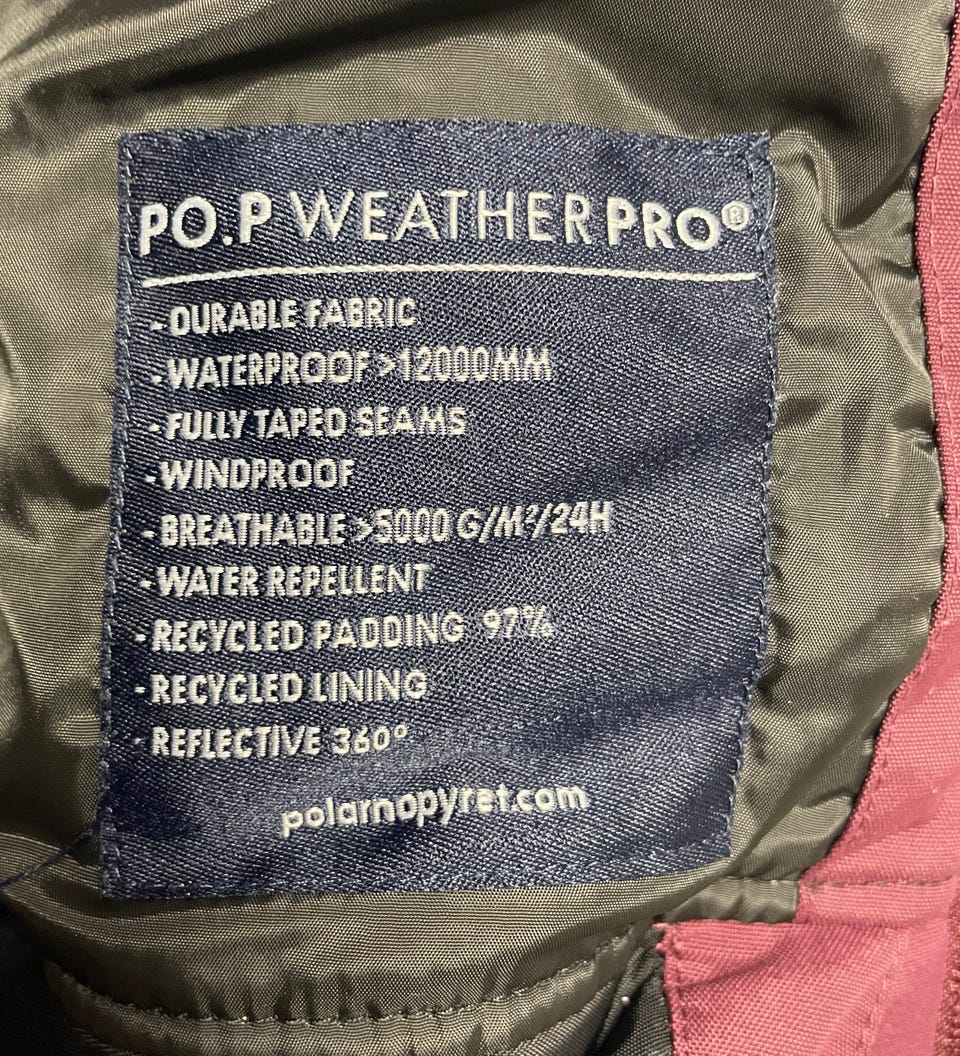 PO.P WEATHERPRO®
- DURABLE FABRIC
- WATERPROOF >12000MM
- FULLY TAPED SEAMS
- WINDPROOF
- BREATHABLE >5000 G/M²/24H
- WATER REPELLENT
- RECYCLED PADDING 97%
- RECYCLED LINING
- REFLECTIVE 360°
polarnopyret.com